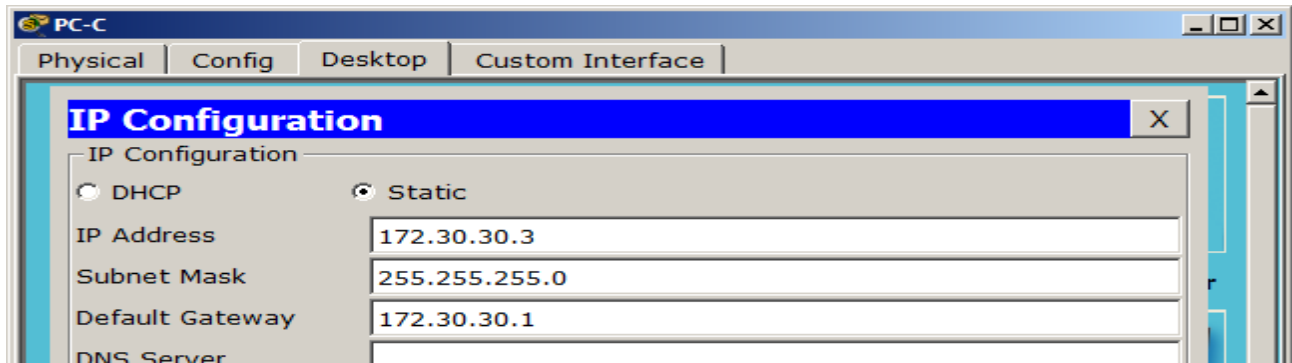 PC-C
Physical Config Desktop Custom Interface
IP Configuration X
IP Configuration
DHCP Static
IP Address 172.30.30.3
Subnet Mask 255.255.255.0
Default Gateway 172.30.30.1
DNS Server